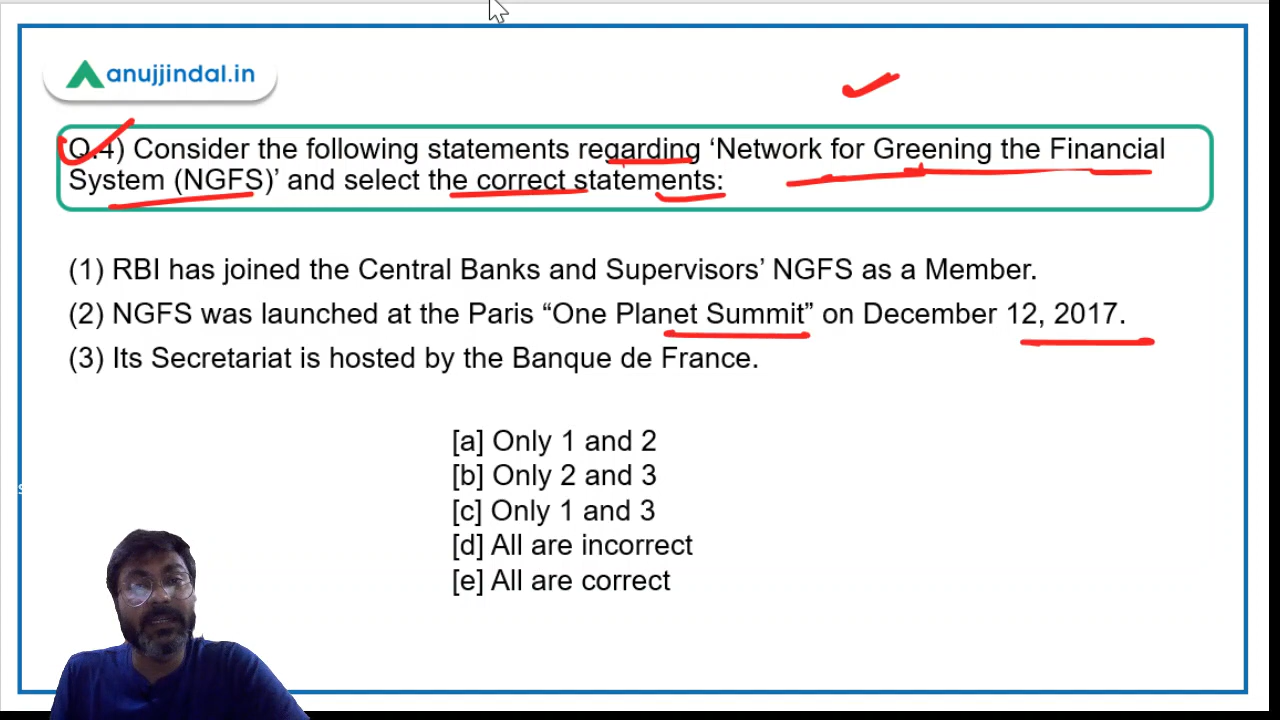 anujjindal.in
Q.4) Consider the following statements regarding ‘Network for Greening the Financial
System (NGFS)’ and select the correct statements:
(1) RBI has joined the Central Banks and Supervisors’ NGFS as a Member.
(2) NGFS was launched at the Paris “One Planet Summit” on December 12, 2017.
(3) Its Secretariat is hosted by the Banque de France.
[a] Only 1 and 2
[b] Only 2 and 3
[c] Only 1 and 3
[d] All are incorrect
[e] All are correct